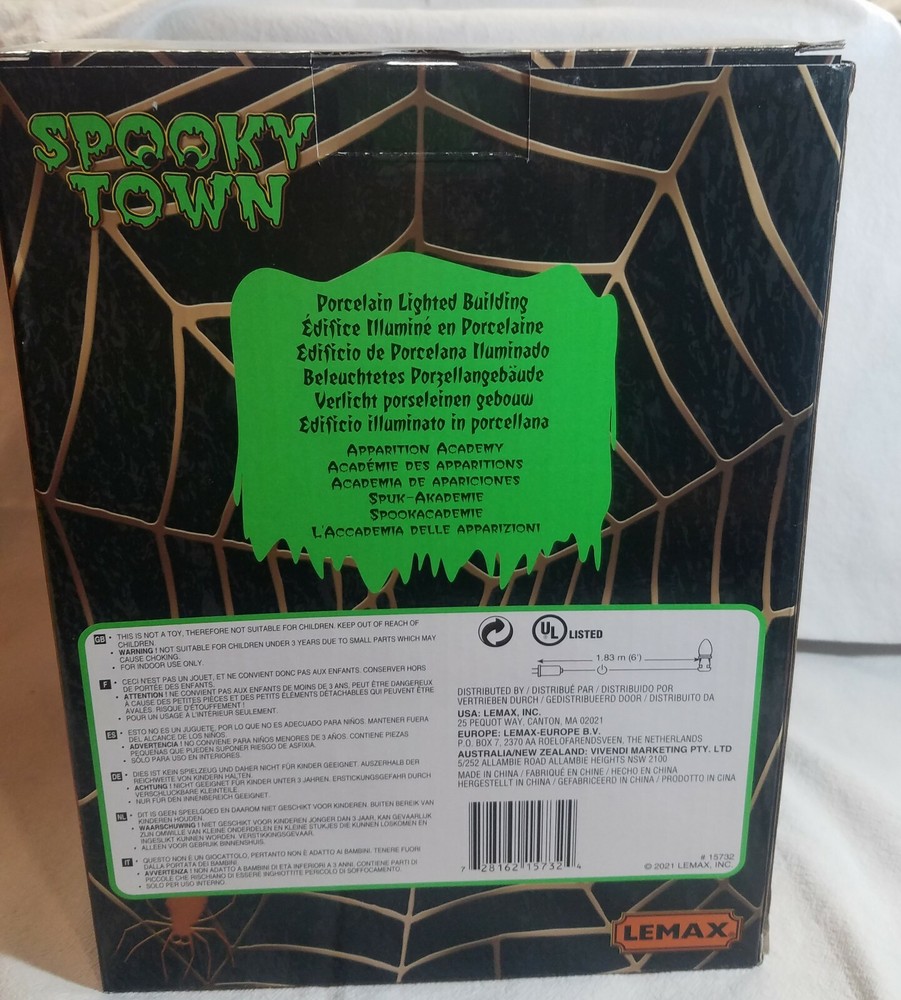 SPOOKY
TOWN
Porcelain Lighted Building
Édifice Illuminé en Porcelaine
Edificio de Porcelana Iluminado
Beleuchtetes Porzellangebäude
Verlicht porseleinen gebouw
Edificio illuminato in porcellana
APPARITION ACADEMY
ACADÉMIE DES APPARITIONS
ACADEMIA DE APARICIONES
SPUK-AKADEMIE
SPOOKACADEMIE
L'ACCADEMIA DELLE APPARIZIONI
GB • THIS IS NOT A TOY, THEREFORE NOT SUITABLE FOR CHILDREN. KEEP OUT OF REACH OF
CHILDREN.
• WARNING ! NOT SUITABLE FOR CHILDREN UNDER 3 YEARS DUE TO SMALL PARTS WHICH MAY
CAUSE CHOKING.
• FOR INDOOR USE ONLY.
F • CECI N'EST PAS UN JOUET, ET NE CONVIENT DONC PAS AUX ENFANTS. CONSERVER HORS
DE PORTÉE DES ENFANTS.
• ATTENTION ! NE CONVIENT PAS AUX ENFANTS DE MOINS DE 3 ANS. PEUT ÊTRE DANGEREUX
À CAUSE DES PETITES PIÈCES ET DES PETITS ÉLÉMENTS DÉTACHABLES QUI PEUVENT ÊTRE
AVALÉS. RISQUE D'ÉTOUFFEMENT !
• POUR UN USAGE À L'INTÉRIEUR SEULEMENT.
ES • ESTO NO ES UN JUGUETE, POR LO QUE NO ES ADECUADO PARA NIÑOS. MANTENER FUERA
DEL ALCANCE DE LOS NIÑOS.
• ADVERTENCIA ! NO CONVIENE PARA NIÑOS MENORES DE 3 AÑOS. CONTIENE PIEZAS
PEQUEÑAS QUE PUEDEN SUPONER RIESGO DE ASFIXIA.
• SÓLO PARA USO EN INTERIORES.
DE • DIES IST KEIN SPIELZEUG UND DAHER NICHT FÜR KINDER GEEIGNET. AUSZERHALB DER
REICHWEITE VON KINDERN HALTEN.
• ACHTUNG ! NICHT GEEIGNET FÜR KINDER UNTER 3 JAHREN. ERSTICKUNGSGEFAHR DURCH
VERSCHLUCKBARE KLEINTEILE.
• NUR FÜR DEN INNENBEREICH GEEIGNET.
NL • DIT IS GEEN SPEELGOED EN DAAROM NIET GESCHIKT VOOR KINDEREN. BUITEN BEREIK VAN
KINDEREN HOUDEN.
• WAARSCHUWING ! NIET GESCHIKT VOOR KINDEREN JONGER DAN 3 JAAR. KAN GEVAARLIJK
ZIJN OMWILLE VAN KLEINE ONDERDELEN EN KLEINE STUKJES DIE KUNNEN LOSKOMEN EN
INGESLIKT KUNNEN WORDEN. VERSTIKKINGSGEVAAR.
• ALLEEN VOOR GEBRUIK BINNENSHUIS.
IT • QUESTO NON È UN GIOCATTOLO, PERTANTO NON È ADATTO AI BAMBINI. TENERE FUORI
DALLA PORTATA DEI BAMBINI
• AVVERTENZA ! NON ADATTO A BAMBINI DI ETÀ INFERIORI A 3 ANNI. CONTIENE PARTI DI
PICCOLE CHE RISCHIANO DI ESSERE INGHIOTTITE PERICOLO DI SOFFOCAMENTO.
• SOLO PER USO INTERNO.
UL LISTED
1.83 m (6')
DISTRIBUTED BY / DISTRIBUÉ PAR / DISTRIBUIDO POR
VERTRIEBEN DURCH / GEDISTRIBUEERD DOOR / DISTRIBUITO DA
USA: LEMAX, INC.
25 PEQUOT WAY, CANTON, MA 02021
EUROPE: LEMAX-EUROPE B.V.
P.O. BOX 7, 2370 AA ROELOFARENDSVEEN, THE NETHERLANDS
AUSTRALIA/NEW ZEALAND: VIVENDI MARKETING PTY. LTD
5/252 ALLAMBIE ROAD ALLAMBIE HEIGHTS NSW 2100
MADE IN CHINA / FABRIQUÉ EN CHINE / HECHO EN CHINA
HERGESTELLT IN CHINA / GEFABRICEERD IN CHINA / PRODOTTO IN CINA
7 28162 15732 4
# 15732
© 2021 LEMAX, INC.
LEMAX®